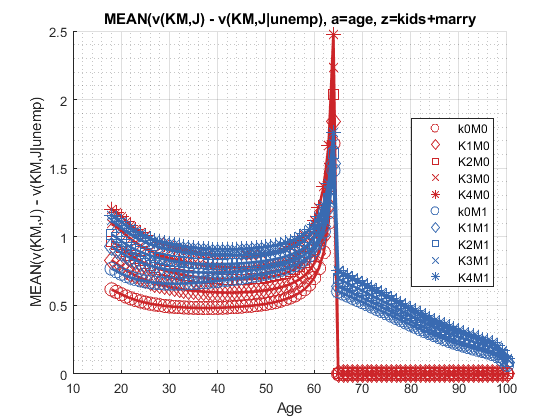 MEAN(v(KM,J) - v(KM,J|unemp), a=age, z=kids+marry
MEAN(v(KM,J) - v(KM,J|unemp)
2.5
2
1.5
1
0.5
0
10 20 30 40 50 60 70 80 90 100
Age
k0M0
K1M0
K2M0
K3M0
K4M0
k0M1
K1M1
K2M1
K3M1
K4M1